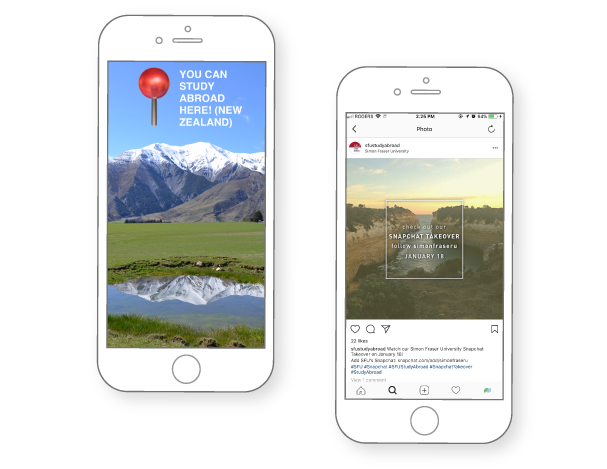 YOU CAN
STUDY
ABROAD
HERE! (NEW
ZEALAND)
ROGERS
2:25 PM
64%
Photo
sfustudyabroad
Simon Fraser University
check out our
SNAPCHAT TAKEOVER
follow simonfraseru
JANUARY 18
22 likes
sfustudyabroad Watch our Simon Fraser University Snapchat
Takeover on January 18!
Add SFU's Snapchat: snapchat.com/add/simonfraseru
#SFU #Snapchat #SFUStudyAbroad #SnapchatTakeover
#StudyAbroad
View 1 comment